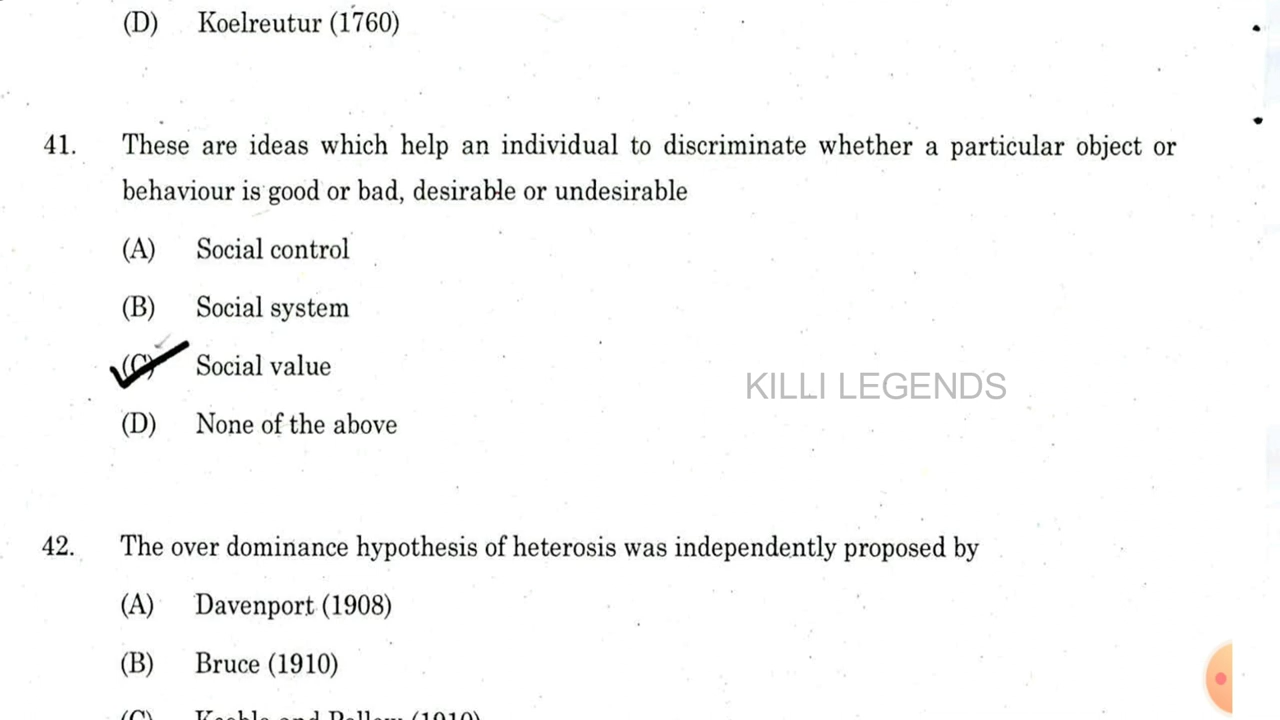 (D) Koelreutur (1760)
41. These are ideas which help an individual to discriminate whether a particular object or
behaviour is good or bad, desirable or undesirable
(A) Social control
(B) Social system
(C) Social value
KILLI LEGENDS
(D) None of the above
42. The over dominance hypothesis of heterosis was independently proposed by
(A) Davenport (1908)
(B) Bruce (1910)